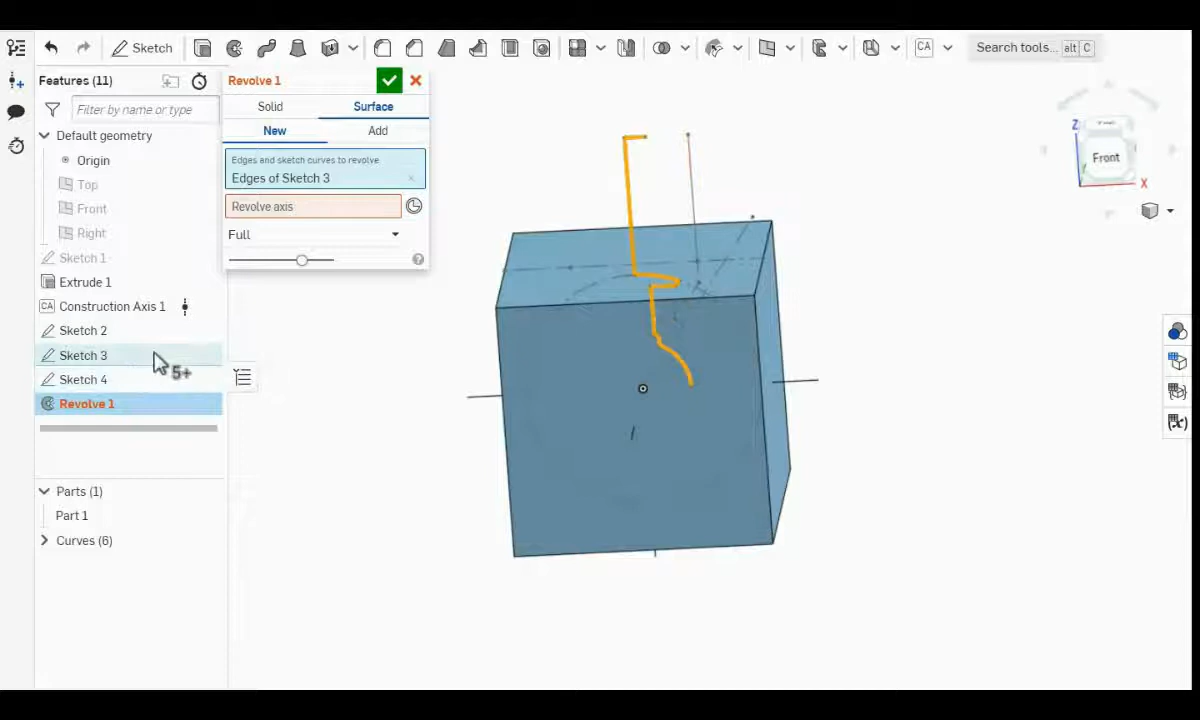 Sketch
CA
Search tools... alt C
Features (11)
Filter by name or type
Default geometry
Origin
Top
Front
Right
Sketch 1
Extrude 1
CA Construction Axis 1
Sketch 2
Sketch 3
5+
Sketch 4
Revolve 1
Parts (1)
Part 1
Curves (6)
Revolve 1
Solid Surface
New Add
Edges and sketch curves to revolve
Edges of Sketch 3
Revolve axis
Full
Z
Front
X
(x)